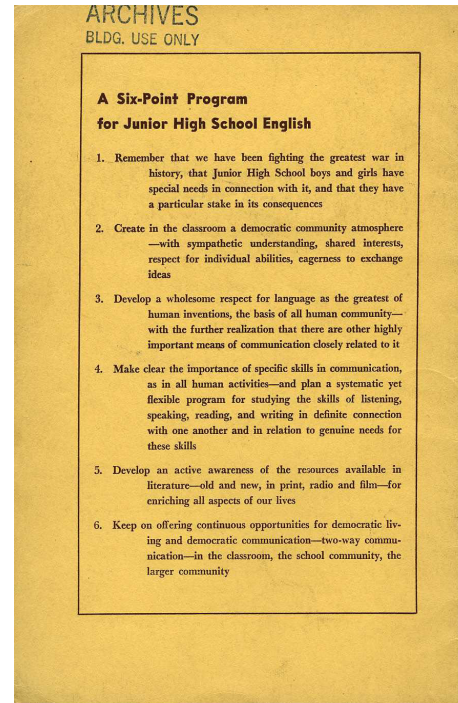 ARCHIVES
BLDG. USE ONLY
A Six-Point Program
for Junior High School English
1. Remember that we have been fighting the greatest war in
history, that Junior High School boys and girls have
special needs in connection with it, and that they have
a particular stake in its consequences
2. Create in the classroom a democratic community atmosphere
—with sympathetic understanding, shared interests,
respect for individual abilities, eagerness to exchange
ideas
3. Develop a wholesome respect for language as the greatest of
human inventions, the basis of all human community—
with the further realization that there are other highly
important means of communication closely related to it
4. Make clear the importance of specific skills in communication,
as in all human activities—and plan a systematic yet
flexible program for studying the skills of listening,
speaking, reading, and writing in definite connection
with one another and in relation to genuine needs for
these skills
5. Develop an active awareness of the resources available in
literature—old and new, in print, radio and film—for
enriching all aspects of our lives
6. Keep on offering continuous opportunities for democratic liv-
ing and democratic communication—two-way commu-
nication—in the classroom, the school community, the
larger community